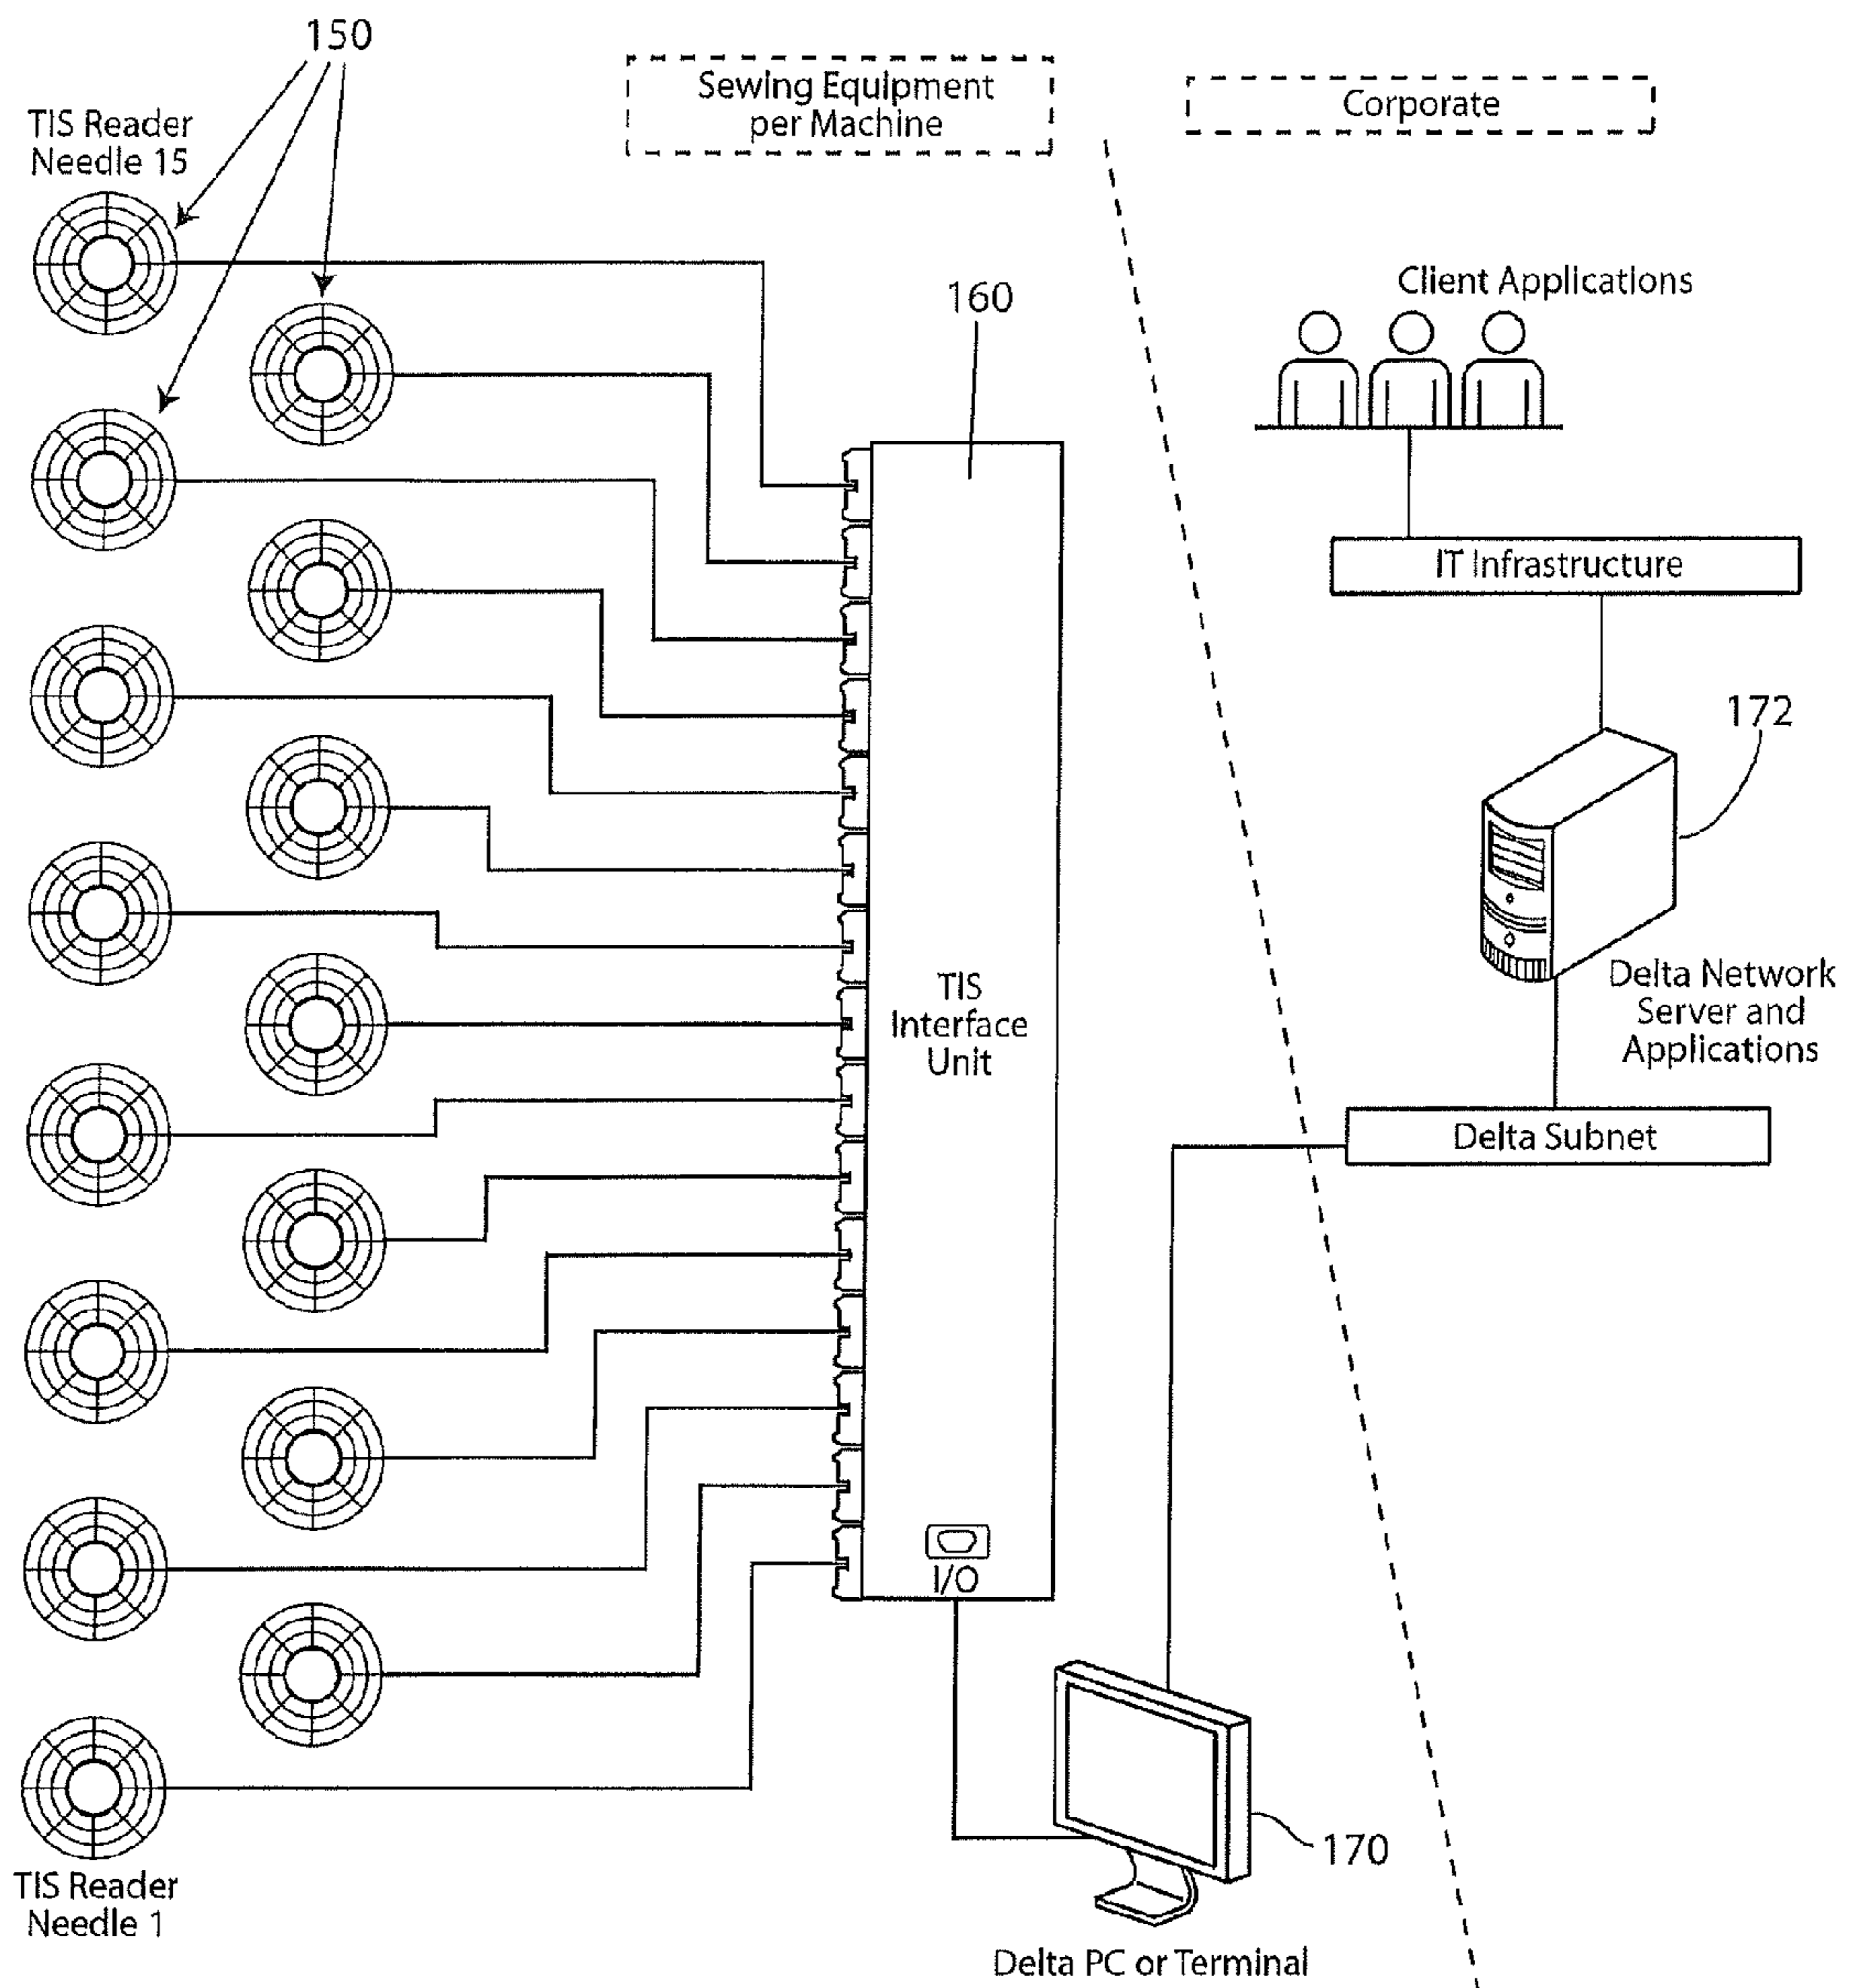 150
TIS Reader
Needle 15
Sewing Equipment
per Machine
Corporate
160
Client Applications
IT Infrastructure
172
TIS
Interface
Unit
Delta Network
Server and
Applications
Delta Subnet
I/O
170
TIS Reader
Needle 1
Delta PC or Terminal